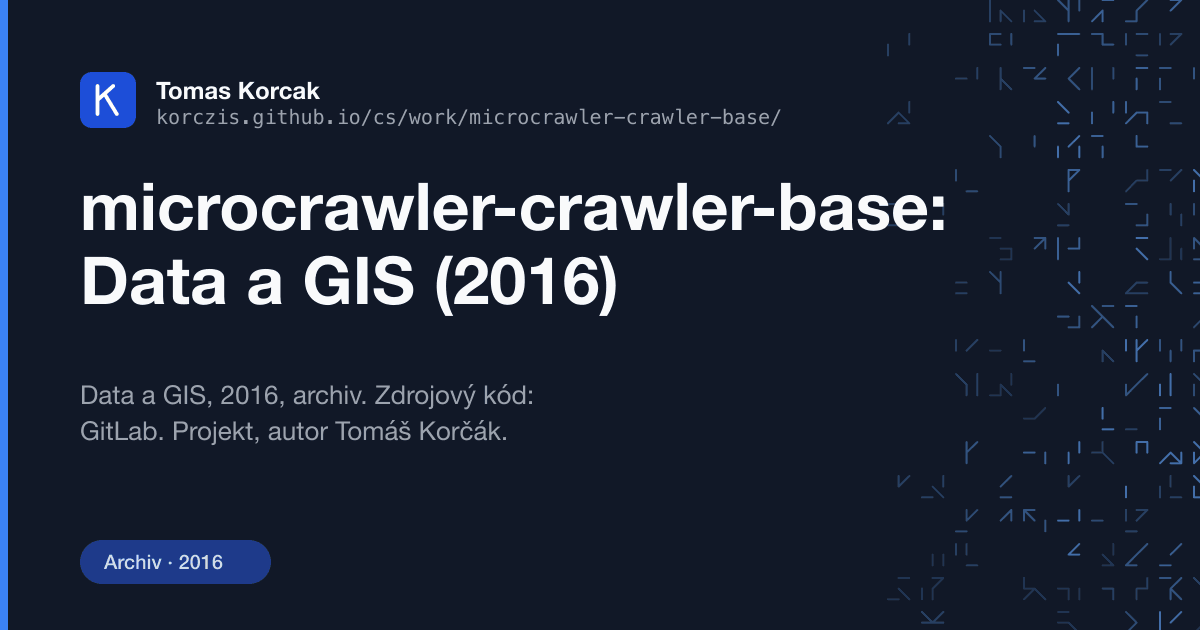 K
Tomas Korcak
korczis.github.io/cs/work/microcrawler-crawler-base/
microcrawler-crawler-base:
Data a GIS (2016)
Data a GIS, 2016, archiv. Zdrojový kód:
GitLab. Projekt, autor Tomáš Korčák.
Archiv · 2016